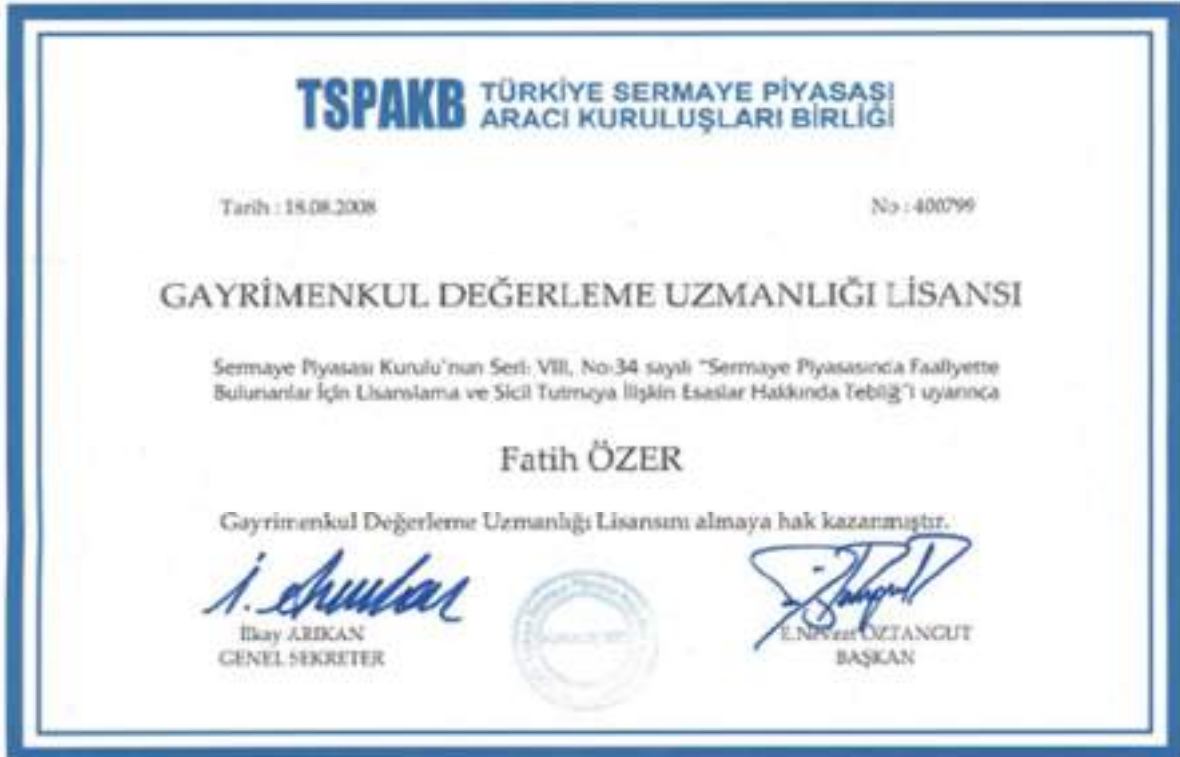 TSPAKB TÜRKİYE SERMAYE PİYASASI
ARACI KURULUŞLARI BİRLİĞİ
Tarih : 18.08.2008
No : 400799
GAYRİMENKUL DEĞERLEME UZMANLIĞI LİSANSI
Sermaye Piyasası Kurulu'nun Seri: VIII, No:34 sayılı "Sermaye Piyasasında Faaliyette
Bulunanlar İçin Lisanslama ve Sicil Tutmaya İlişkin Esaslar Hakkında Tebliğ"i uyarınca
Fatih ÖZER
Gayrimenkul Değerleme Uzmanlığı Lisansını almaya hak kazanmıştır.
İlkay ARIKAN
GENEL SEKRETER
E.Nevzat ÖZTANGUT
BAŞKAN